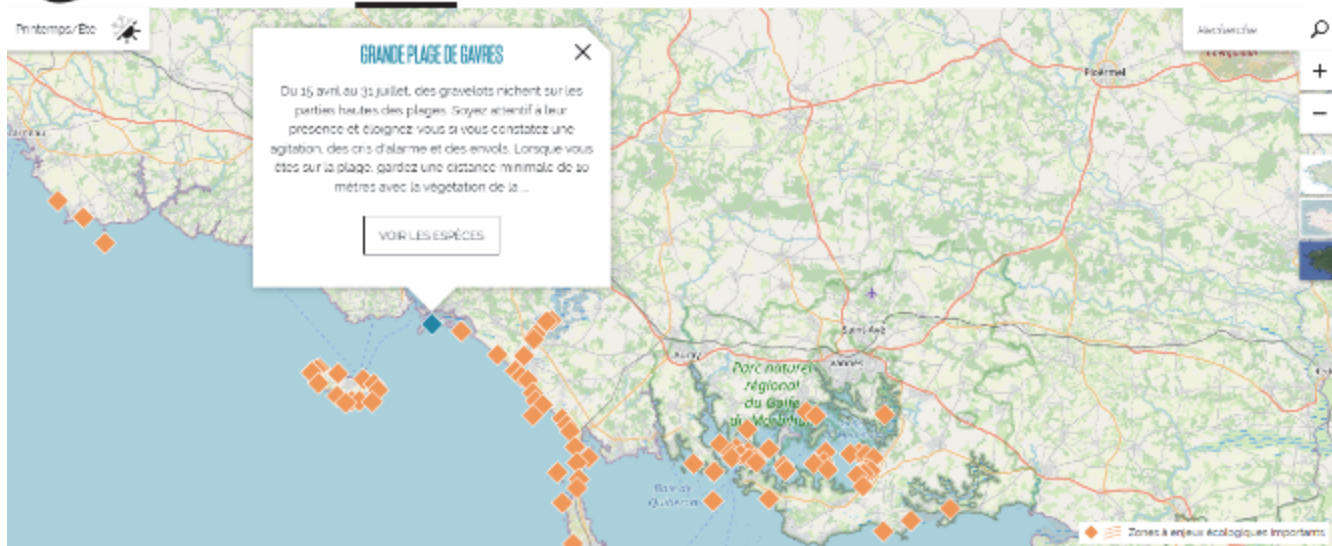 Printemps/Ete
GRANDE PLAGE DE GAVRES
Du 15 avril au 31 juillet, des gravelots nichent sur les
parties hautes des plages. Soyez attentif à leur
présence et éloignez-vous si vous constatez une
agitation, des cris d'alarme et des envols. Lorsque vous
êtes sur la plage, gardez une distance minimale de 10
mètres avec la végétation de la ...
VOIR LES ESPÈCES
Recherche
+
−
Ploërmel
Saint-Avé
Auray
Vannes
Parc naturel
régional
du Golfe
du Morbihan
Baie de
Quiberon
Zones à enjeux écologiques importants